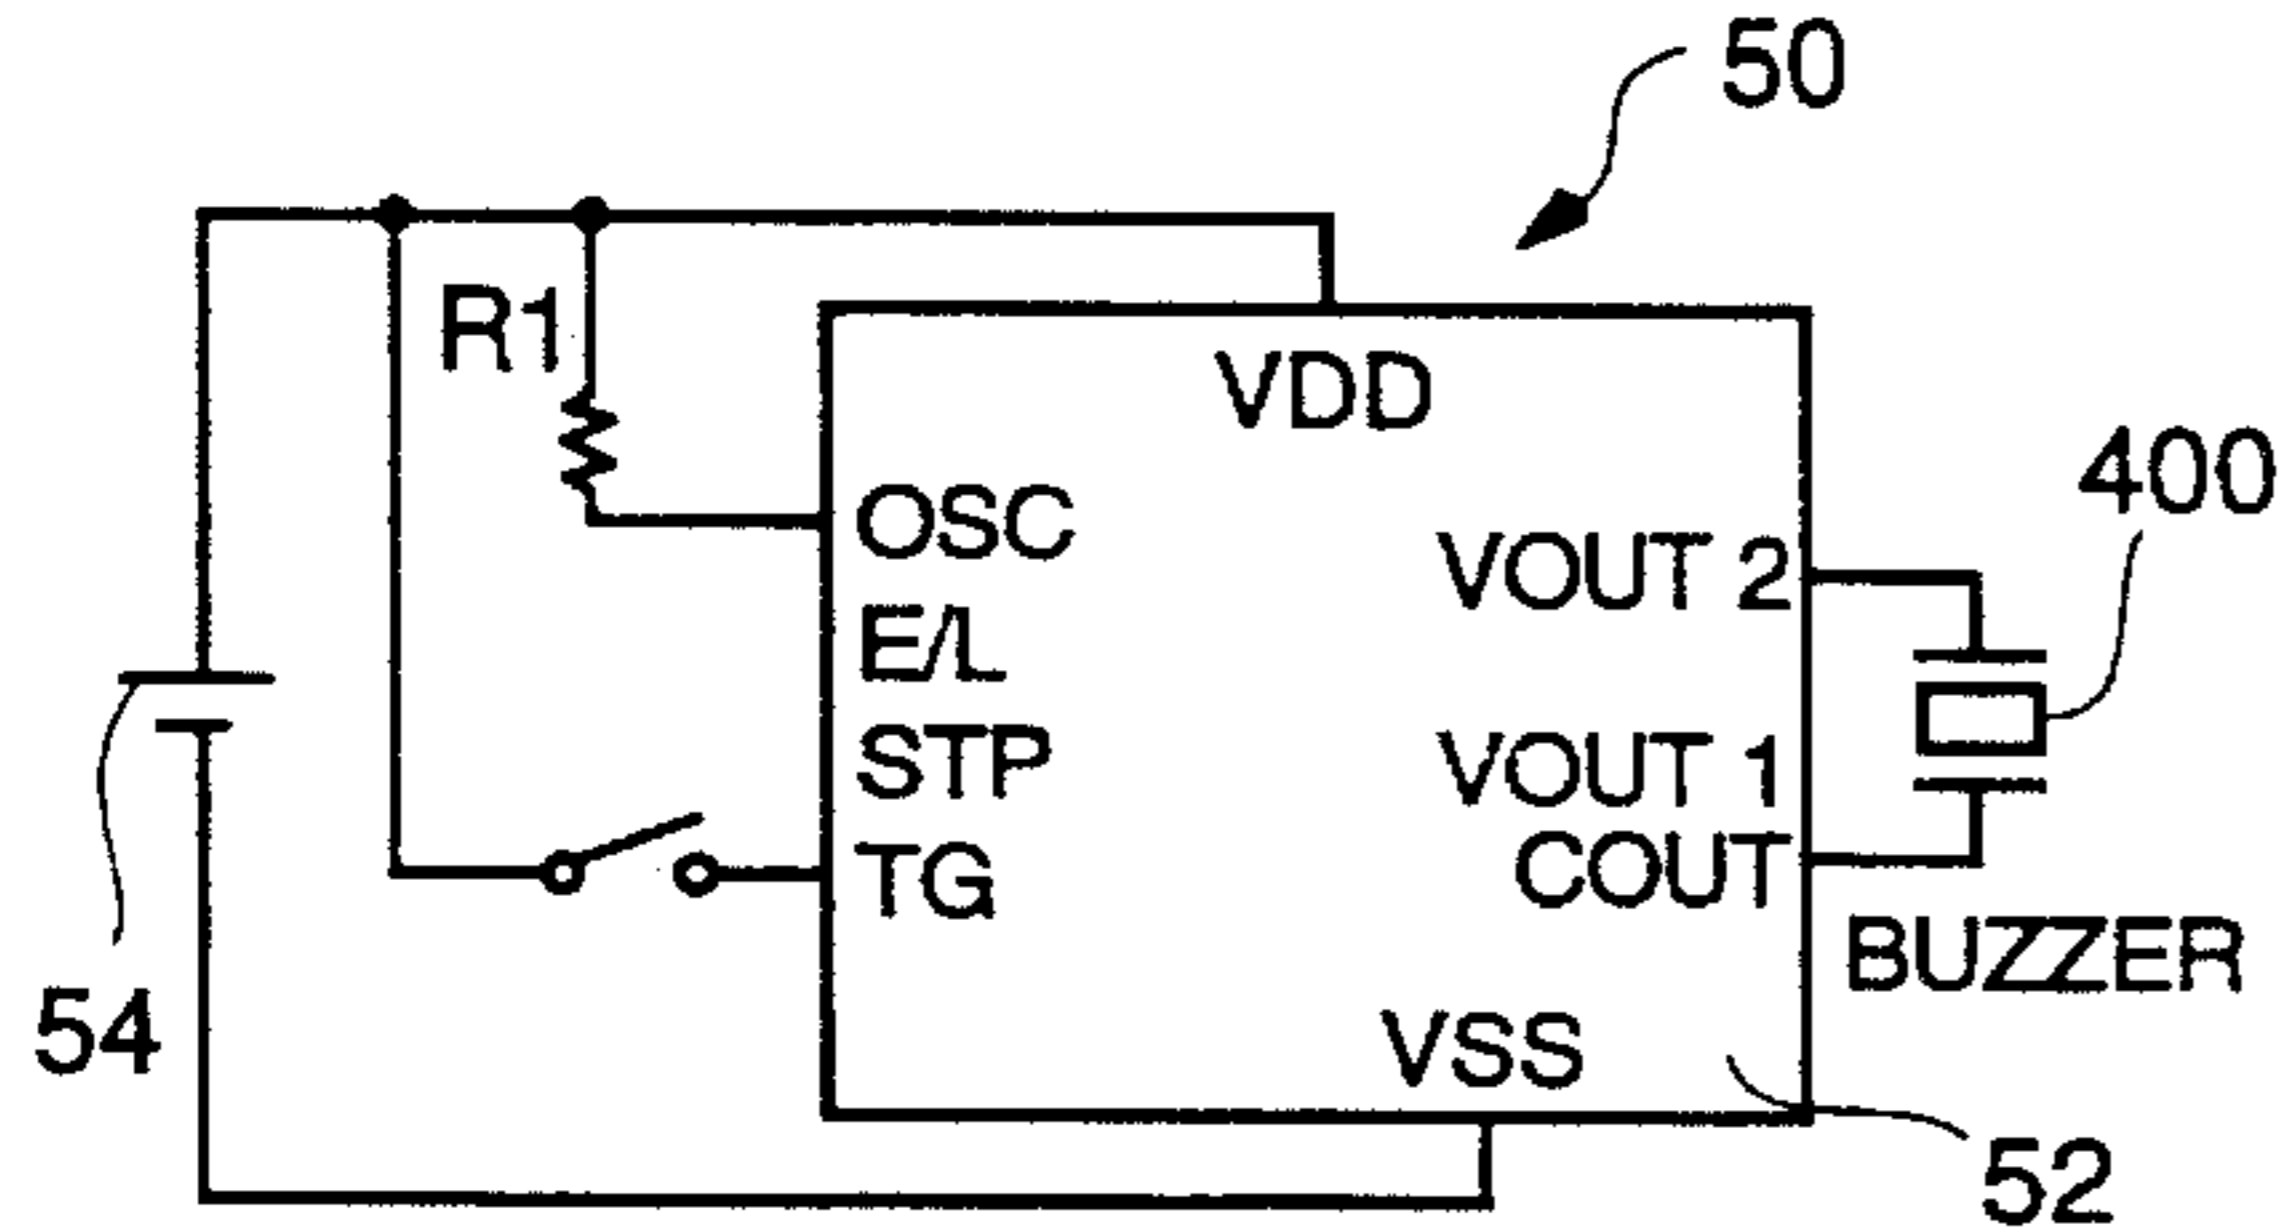 50
R1
VDD
400
OSC
VOUT 2
E/L
STP
VOUT 1
TG
COUT
BUZZER
54
VSS
52